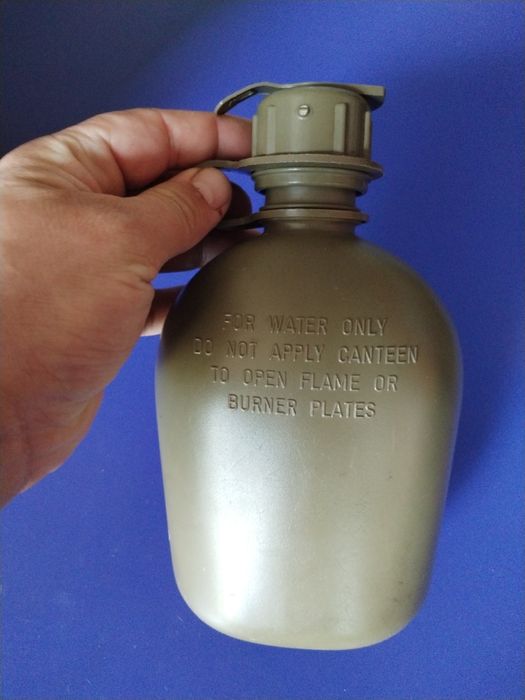 FOR WATER ONLY
DO NOT APPLY CANTEEN
TO OPEN FLAME OR
BURNER PLATES